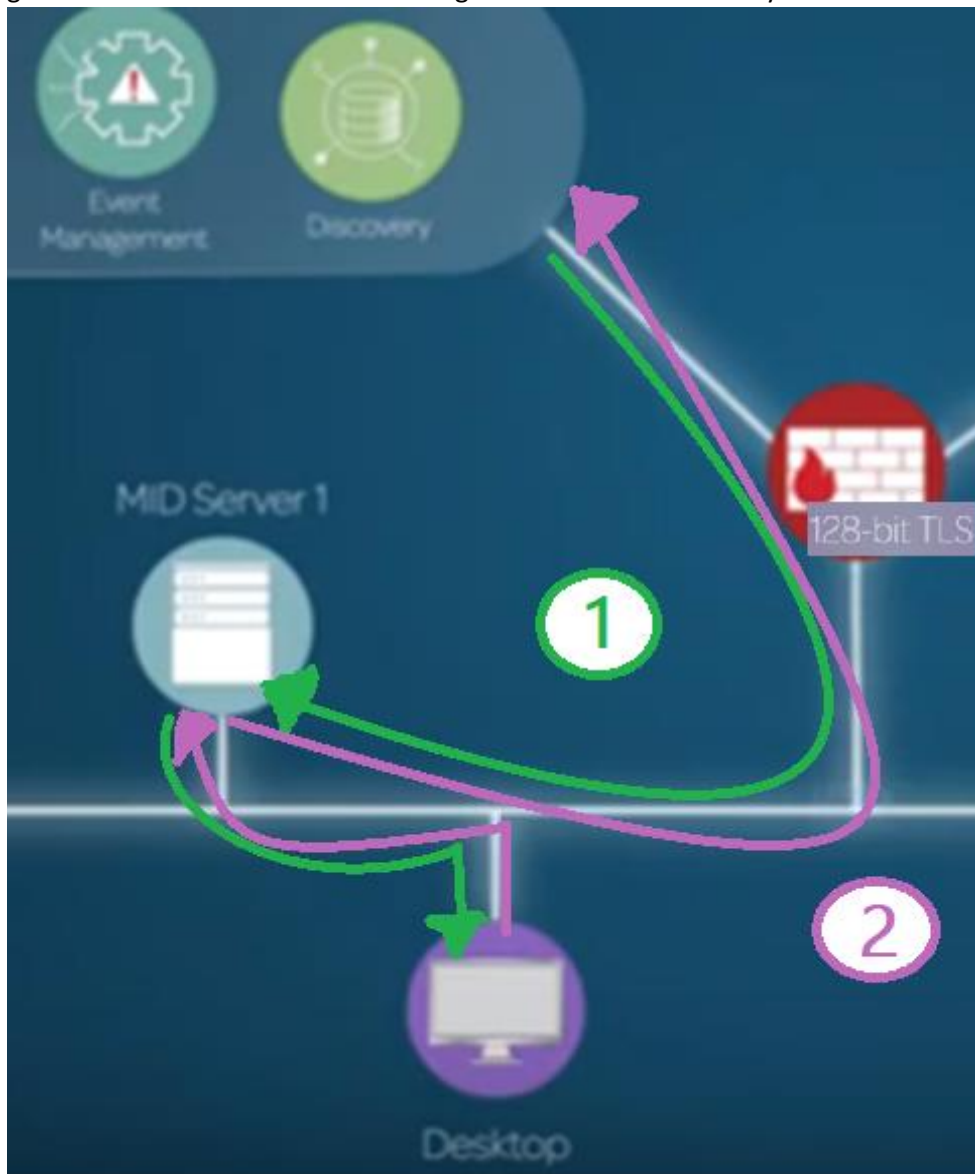 Event
Management
Discovery
MID Server 1
128-bit TLS
1
2
Desktop